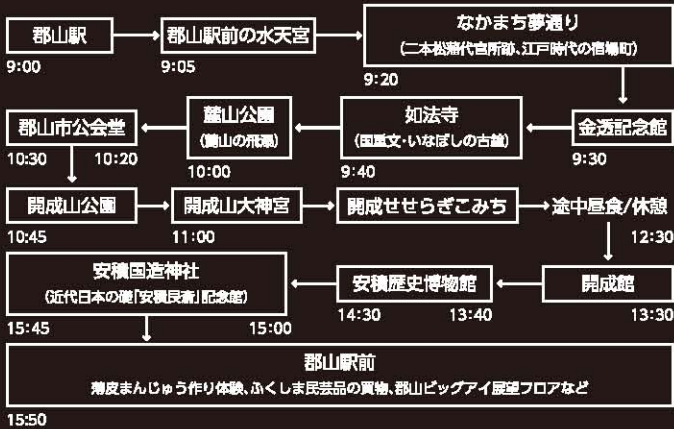 郡山駅
郡山駅前の水天宮
なかまち夢通り
(二本松藩代官所跡、江戸時代の宿場町)
9:00
9:05
9:20
郡山市公会堂
麓山公園
(麓山の飛瀑)
如法寺
(国重文・いなぼしの古鐘)
金透記念館
10:30
10:20
10:00
9:40
9:30
開成山公園
開成山大神宮
開成せせらぎこみち
途中昼食/休憩
10:45
11:00
12:30
安積国造神社
(近代日本の礎「安積艮斎」記念館)
安積歴史博物館
開成館
15:45
15:00
14:30
13:40
13:30
郡山駅前
薄皮まんじゅう作り体験、ふくしま民芸品の買物、郡山ビッグアイ展望フロアなど
15:50